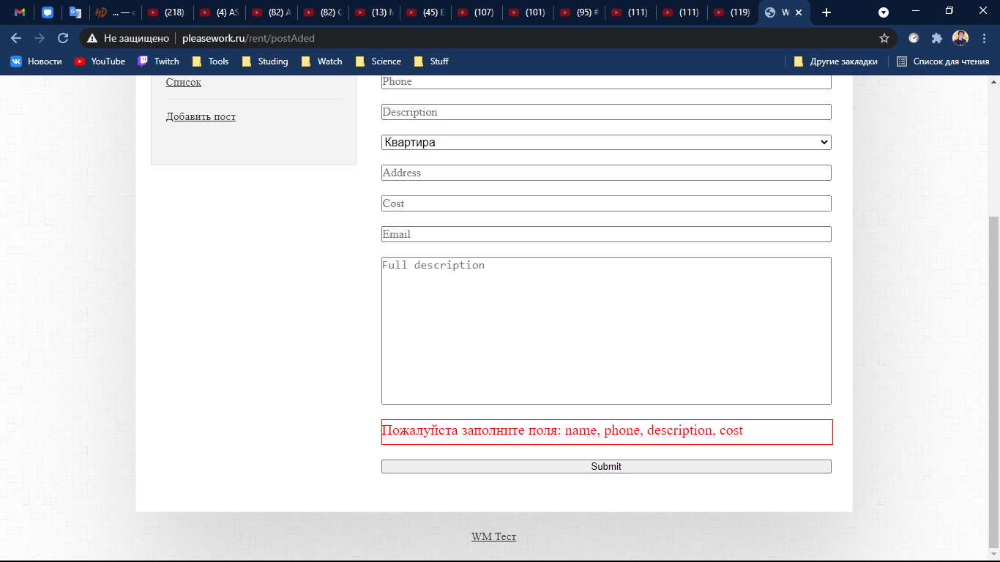 (218)
(4) AS
(82) A
(82) G
(13) M
(45) E
(107)
(101)
(95) #
(111)
(111)
(119)
W
Не защищено
pleasework.ru/rent/postAded
Новости
YouTube
Twitch
Tools
Studing
Watch
Science
Stuff
Другие закладки
Список для чтения
Список
Добавить пост
Phone
Description
Квартира
Address
Cost
Email
Full description
Пожалуйста заполните поля: name, phone, description, cost
Submit
WM Тест